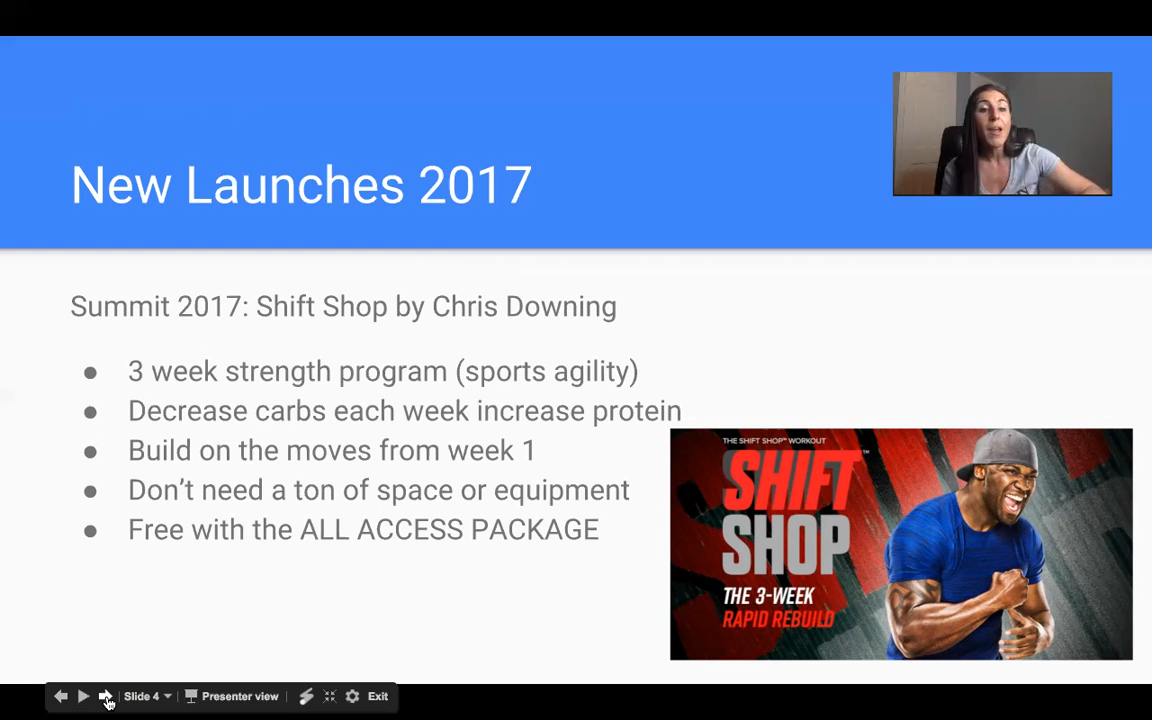 New Launches 2017
Summit 2017: Shift Shop by Chris Downing
● 3 week strength program (sports agility)
● Decrease carbs each week increase protein
● Build on the moves from week 1
● Don’t need a ton of space or equipment
● Free with the ALL ACCESS PACKAGE
THE SHIFT SHOP™ WORKOUT
SHIFT™
SHOP
THE 3-WEEK
RAPID REBUILD
Slide 4 Presenter view Exit